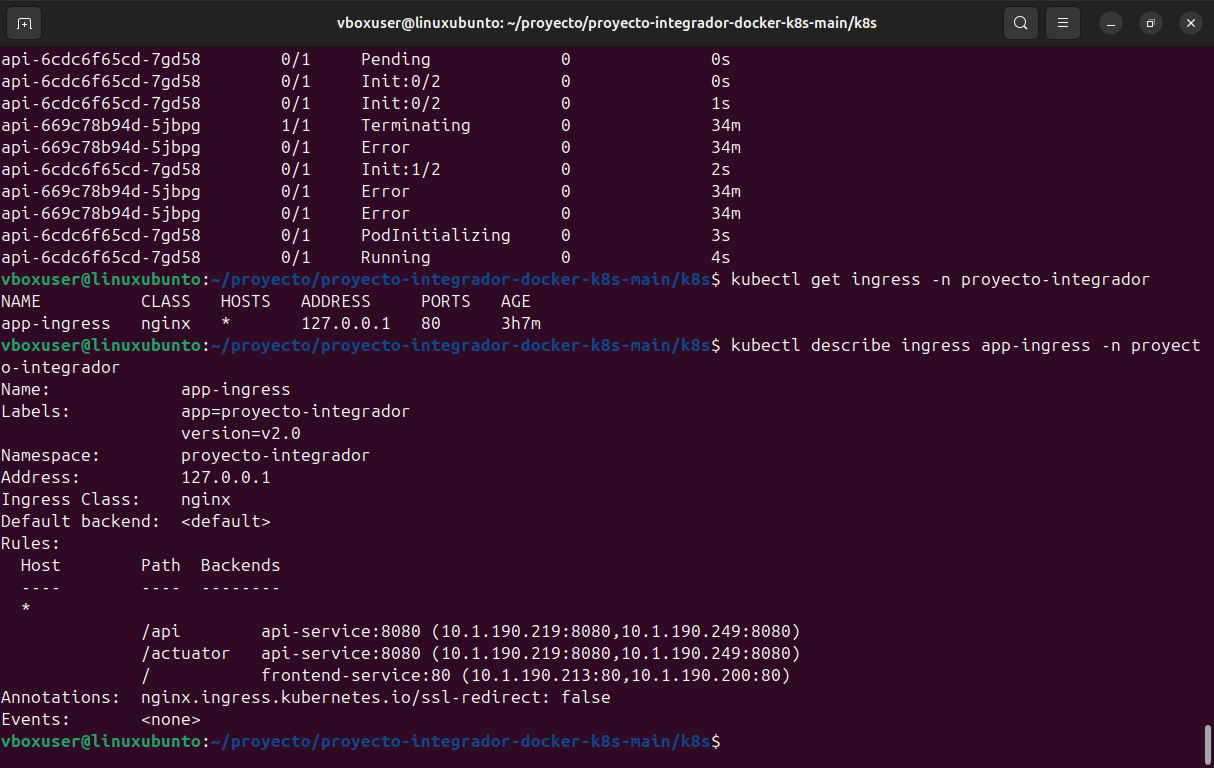 vboxuser@linuxubunto: ~/proyecto/proyecto-integrador-docker-k8s-main/k8s
api-6cdc6f65cd-7gd58        0/1     Pending             0              0s
api-6cdc6f65cd-7gd58        0/1     Init:0/2            0              0s
api-6cdc6f65cd-7gd58        0/1     Init:0/2            0              1s
api-669c78b94d-5jbpg        1/1     Terminating         0              34m
api-669c78b94d-5jbpg        0/1     Error               0              34m
api-6cdc6f65cd-7gd58        0/1     Init:1/2            0              2s
api-669c78b94d-5jbpg        0/1     Error               0              34m
api-669c78b94d-5jbpg        0/1     Error               0              34m
api-6cdc6f65cd-7gd58        0/1     PodInitializing     0              3s
api-6cdc6f65cd-7gd58        0/1     Running             0              4s
vboxuser@linuxubunto:~/proyecto/proyecto-integrador-docker-k8s-main/k8s$ kubectl get ingress -n proyecto-integrador
NAME          CLASS   HOSTS   ADDRESS     PORTS   AGE
app-ingress   nginx   *       127.0.0.1   80      3h7m
vboxuser@linuxubunto:~/proyecto/proyecto-integrador-docker-k8s-main/k8s$ kubectl describe ingress app-ingress -n proyect
o-integrador
Name:             app-ingress
Labels:           app=proyecto-integrador
                  version=v2.0
Namespace:        proyecto-integrador
Address:          127.0.0.1
Ingress Class:    nginx
Default backend:  <default>
Rules:
  Host        Path  Backends
  ----        ----  --------
  *
              /api        api-service:8080 (10.1.190.219:8080,10.1.190.249:8080)
              /actuator   api-service:8080 (10.1.190.219:8080,10.1.190.249:8080)
              /           frontend-service:80 (10.1.190.213:80,10.1.190.200:80)
Annotations:  nginx.ingress.kubernetes.io/ssl-redirect: false
Events:       <none>
vboxuser@linuxubunto:~/proyecto/proyecto-integrador-docker-k8s-main/k8s$